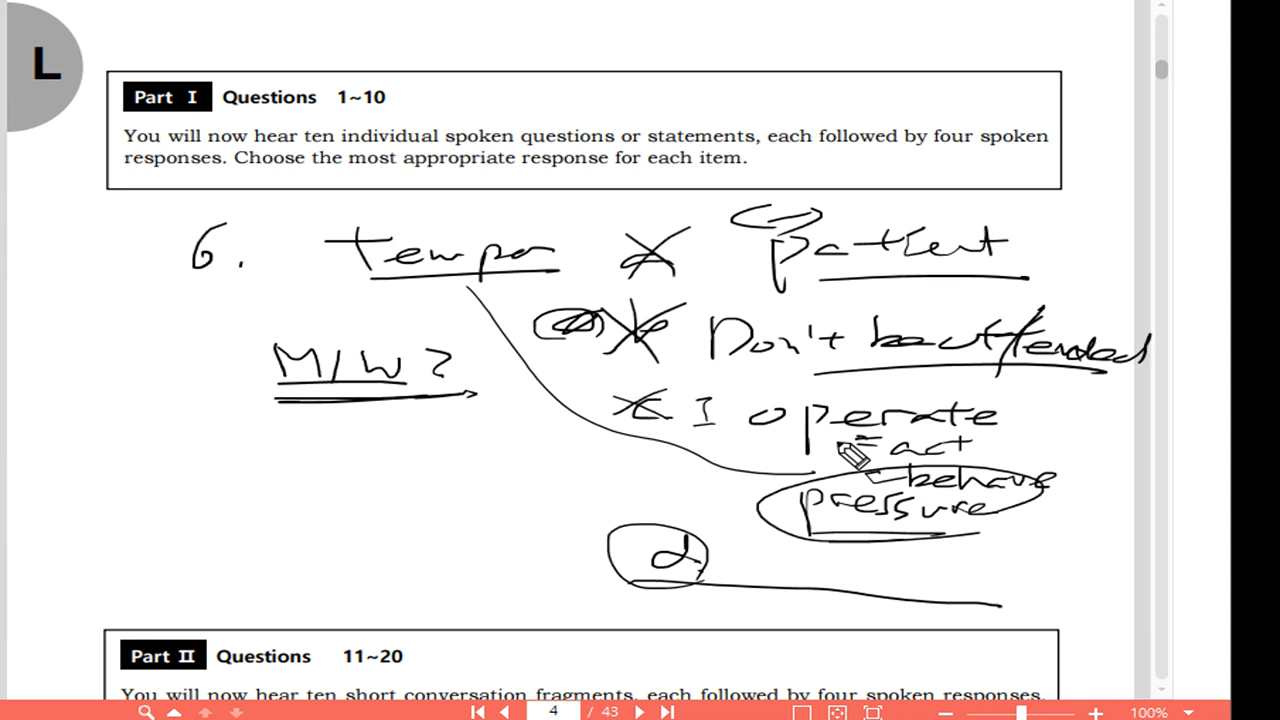 L
Part I Questions 1~10
You will now hear ten individual spoken questions or statements, each followed by four spoken
responses. Choose the most appropriate response for each item.
6. temper patient
Don't be
M/W?
I operate
= act
behave
pressure
d
Part II Questions 11~20
You will now hear ten short conversation fragments, each followed by four spoken responses.
4 / 43 100%